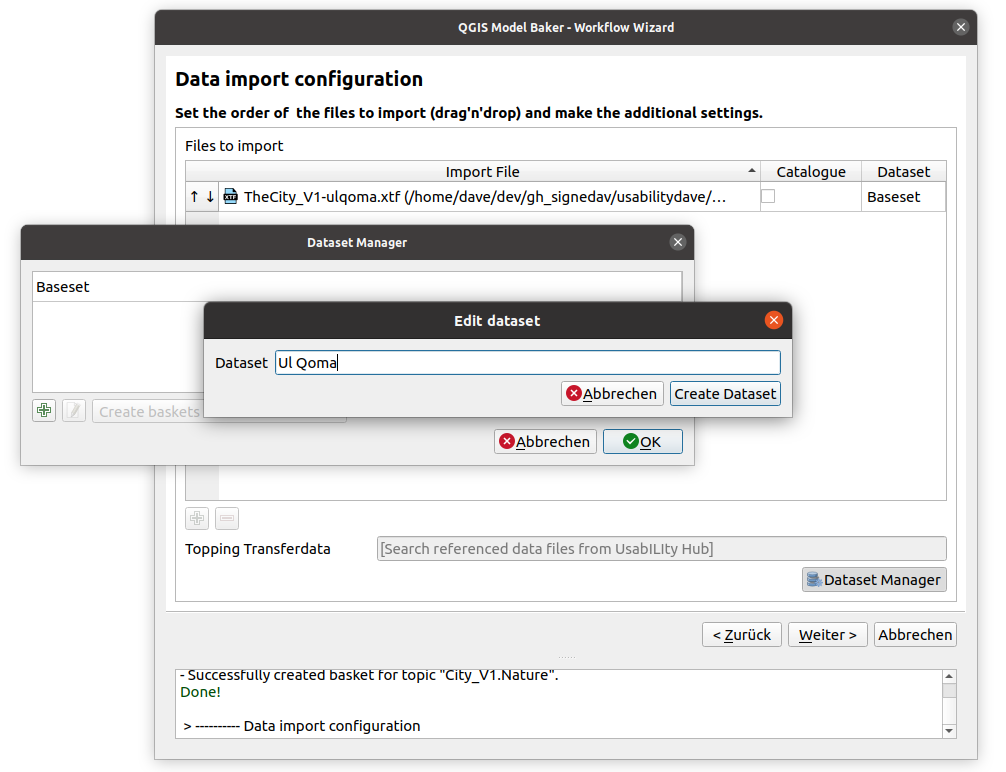 QGIS Model Baker - Workflow Wizard
Data import configuration
Set the order of the files to import (drag'n'drop) and make the additional settings.
Files to import
Import File Catalogue Dataset
↑ ↓ XTF TheCity_V1-ulqoma.xtf (/home/dave/dev/gh_signedav/usabilitydave/... Baseset
Dataset Manager
Baseset
Edit dataset
Dataset Ul Qoma
Abbrechen Create Dataset
Create baskets
Abbrechen OK
Topping Transferdata [Search referenced data files from UsabILIty Hub]
Dataset Manager
< Zurück Weiter > Abbrechen
- Successfully created basket for topic "City_V1.Nature".
Done!
> ---------- Data import configuration